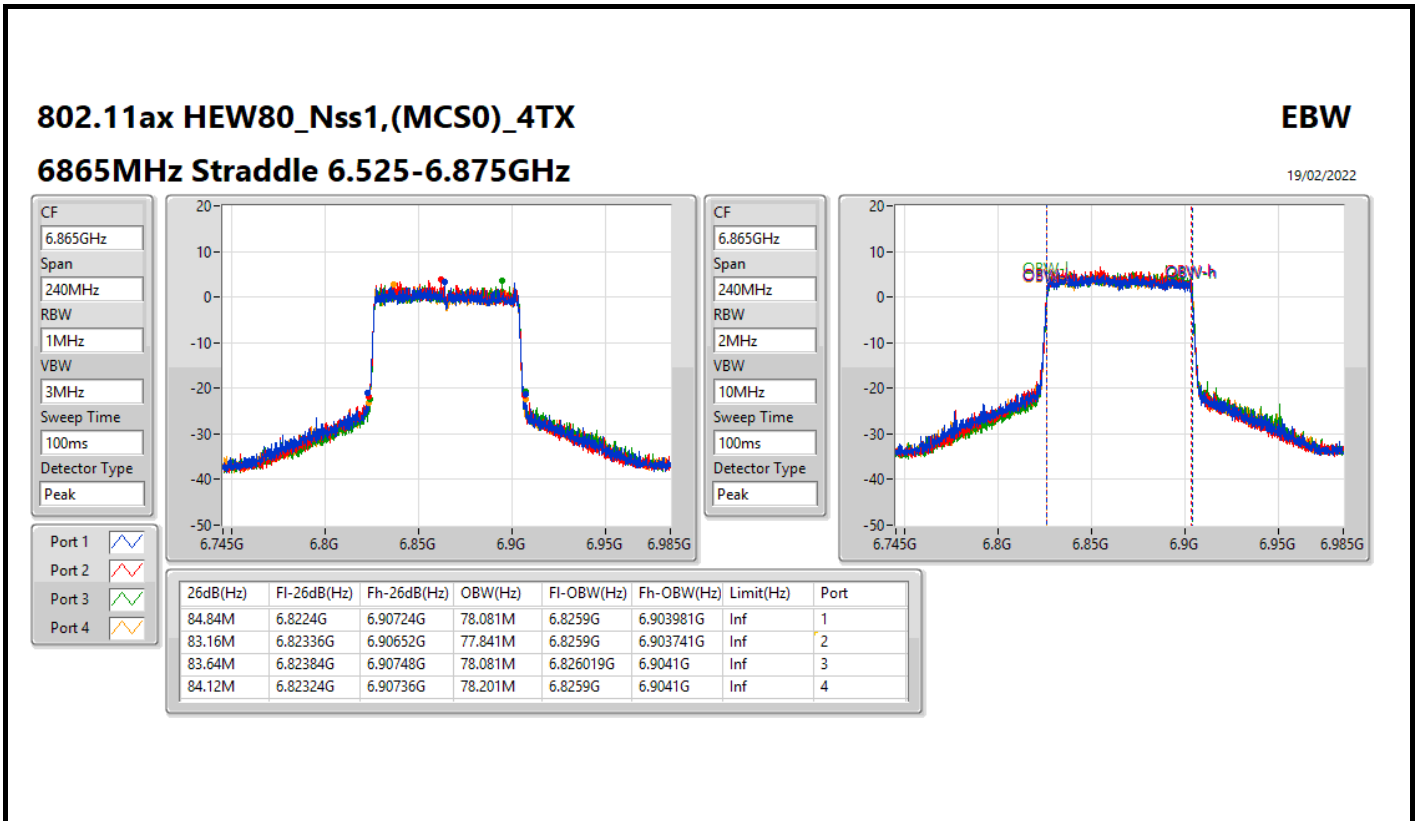 802.11ax HEW80_Nss1,(MCS0)_4TX
EBW
6865MHz Straddle 6.525-6.875GHz
19/02/2022
CF
6.865GHz
Span
240MHz
RBW
1MHz
VBW
3MHz
Sweep Time
100ms
Detector Type
Peak
20
10
0
-10
-20
-30
-40
-50
6.745G 6.8G 6.85G 6.9G 6.95G 6.985G
CF
6.865GHz
Span
240MHz
RBW
2MHz
VBW
10MHz
Sweep Time
100ms
Detector Type
Peak
20
10
0
-10
-20
-30
-40
-50
OBW-h
6.745G 6.8G 6.85G 6.9G 6.95G 6.985G
Port 1
Port 2
Port 3
Port 4
26dB(Hz) Fl-26dB(Hz) Fh-26dB(Hz) OBW(Hz) Fl-OBW(Hz) Fh-OBW(Hz) Limit(Hz) Port
84.84M 6.8224G 6.90724G 78.081M 6.8259G 6.903981G Inf 1
83.16M 6.82336G 6.90652G 77.841M 6.8259G 6.903741G Inf 2
83.64M 6.82384G 6.90748G 78.081M 6.826019G 6.9041G Inf 3
84.12M 6.82324G 6.90736G 78.201M 6.8259G 6.9041G Inf 4